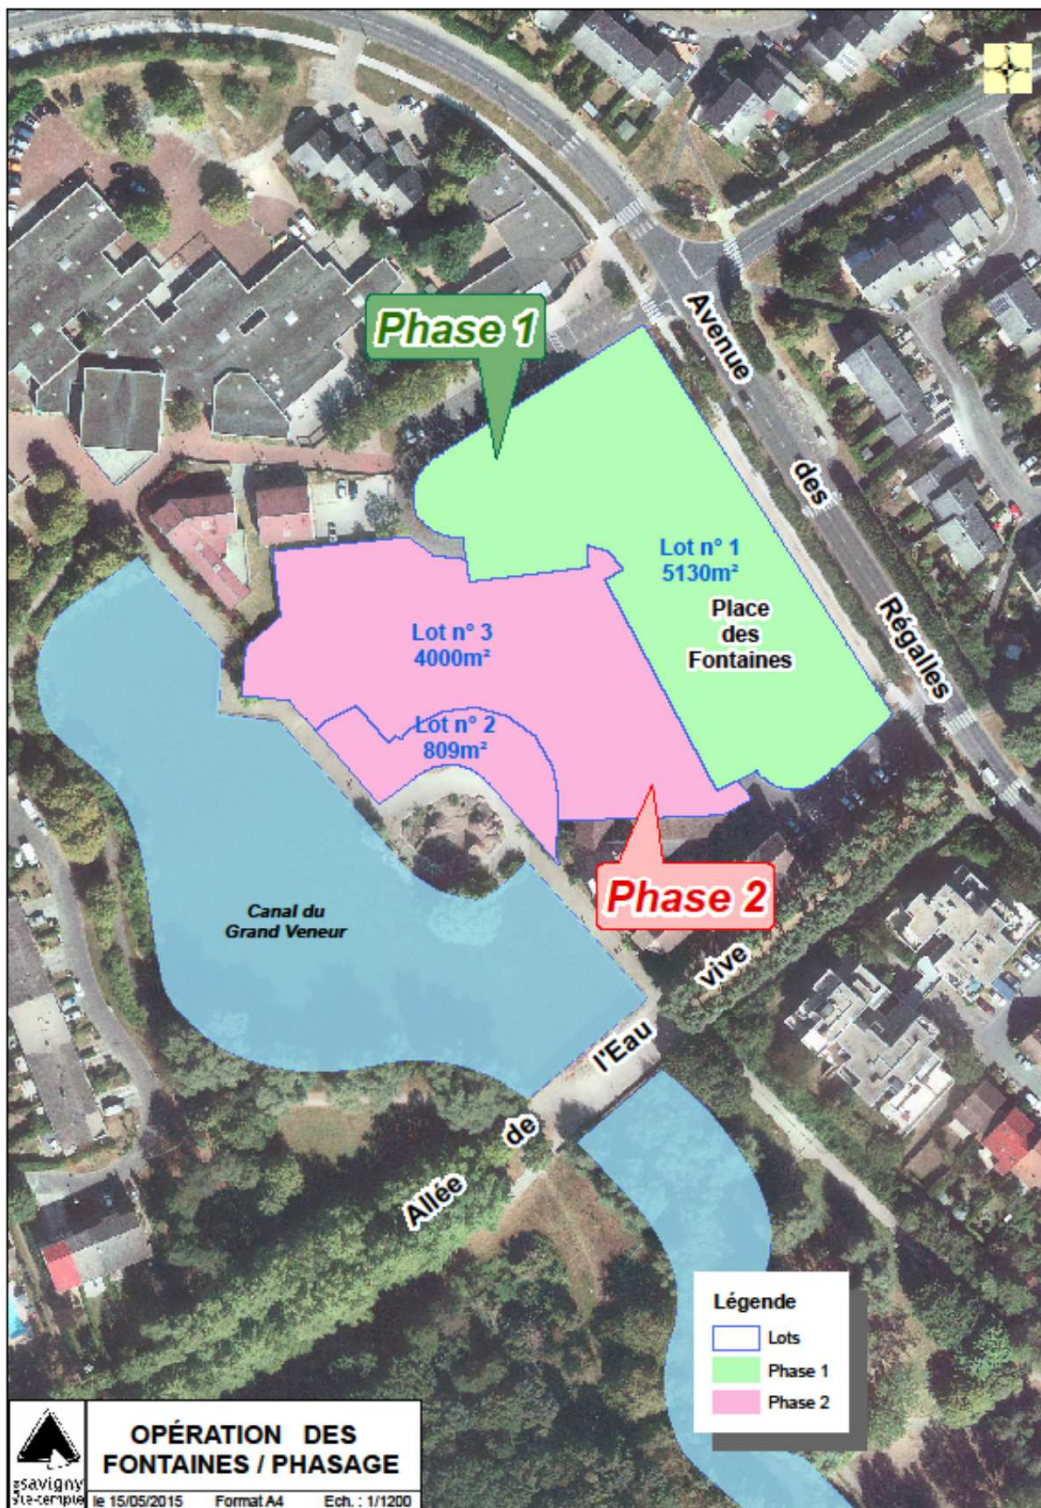 Phase 1
Avenue
des
Régalles
Lot n° 1
5130m²
Place
des
Fontaines
Lot n° 3
4000m²
Lot n° 2
809m²
Phase 2
Canal du
Grand Veneur
Allée
de
l'Eau
vive
Légende
Lots
Phase 1
Phase 2
OPÉRATION DES
FONTAINES / PHASAGE
savigny
le-temple
le 15/05/2015 Format A4 Ech. : 1/1200